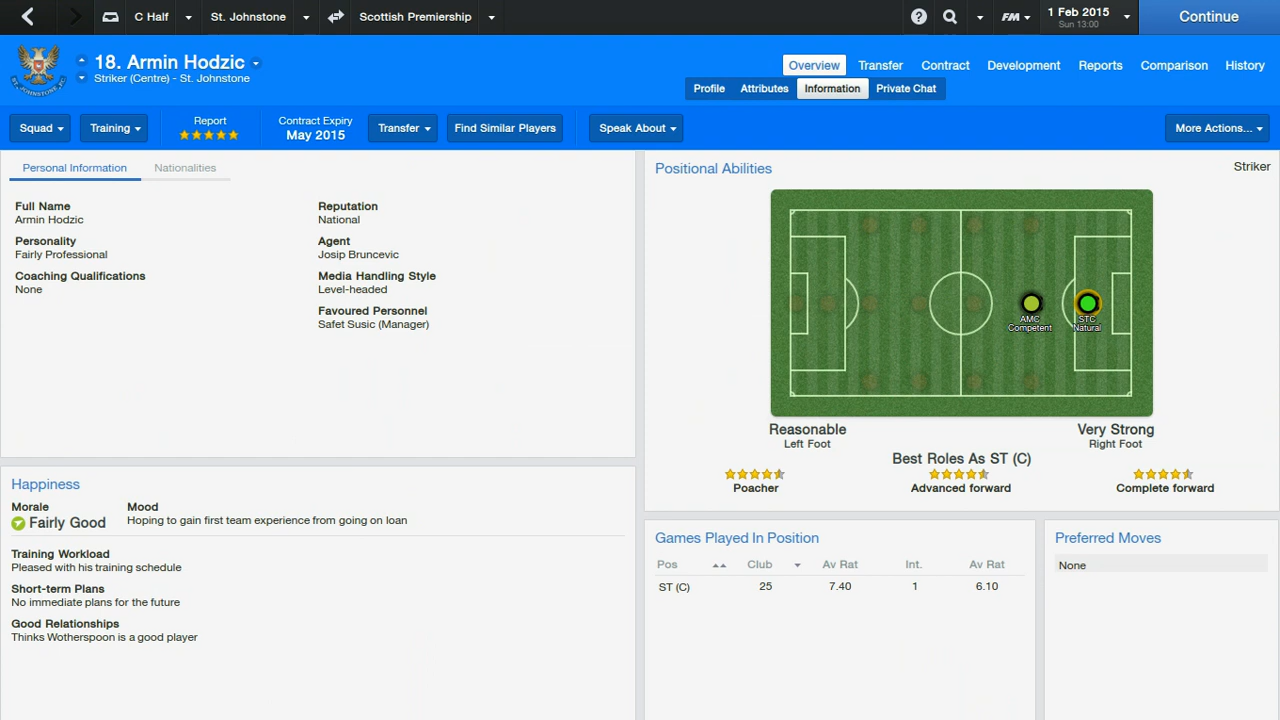 C Half
St. Johnstone
Scottish Premiership
?
FM
1 Feb 2015
Sun 13:00
Continue
18. Armin Hodzic
Striker (Centre) - St. Johnstone
Overview
Transfer
Contract
Development
Reports
Comparison
History
Profile
Attributes
Information
Private Chat
Squad
Training
Report
Contract Expiry
May 2015
Transfer
Find Similar Players
Speak About
More Actions...
Personal Information
Nationalities
Full Name
Armin Hodzic
Personality
Fairly Professional
Coaching Qualifications
None
Reputation
National
Agent
Josip Bruncevic
Media Handling Style
Level-headed
Favoured Personnel
Safet Susic (Manager)
Positional Abilities
Striker
AMC
Competent
STC
Natural
Reasonable
Left Foot
Very Strong
Right Foot
Best Roles As ST (C)
Poacher
Advanced forward
Complete forward
Happiness
Morale
Fairly Good
Mood
Hoping to gain first team experience from going on loan
Training Workload
Pleased with his training schedule
Short-term Plans
No immediate plans for the future
Good Relationships
Thinks Wotherspoon is a good player
Games Played In Position
Pos Club Av Rat Int. Av Rat
ST (C) 25 7.40 1 6.10
Preferred Moves
None